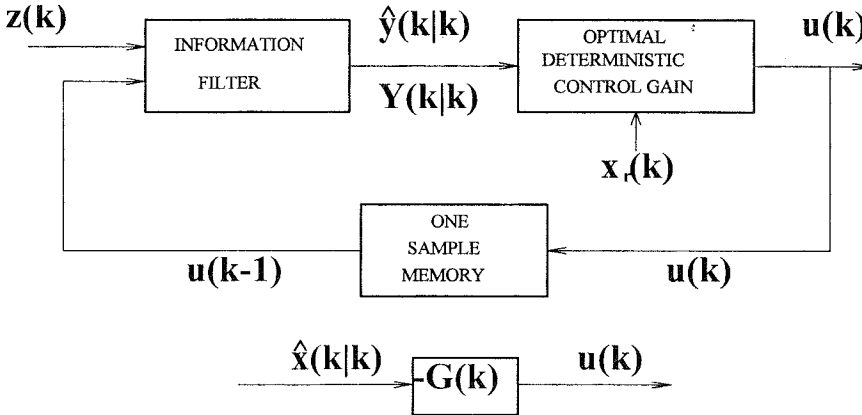 z(k)
INFORMATION
FILTER
ŷ(k|k)
Y(k|k)
OPTIMAL
DETERMINISTIC
CONTROL GAIN
u(k)
x_r(k)
ONE
SAMPLE
MEMORY
u(k-1)
u(k)
x̂(k|k)
-G(k)
u(k)